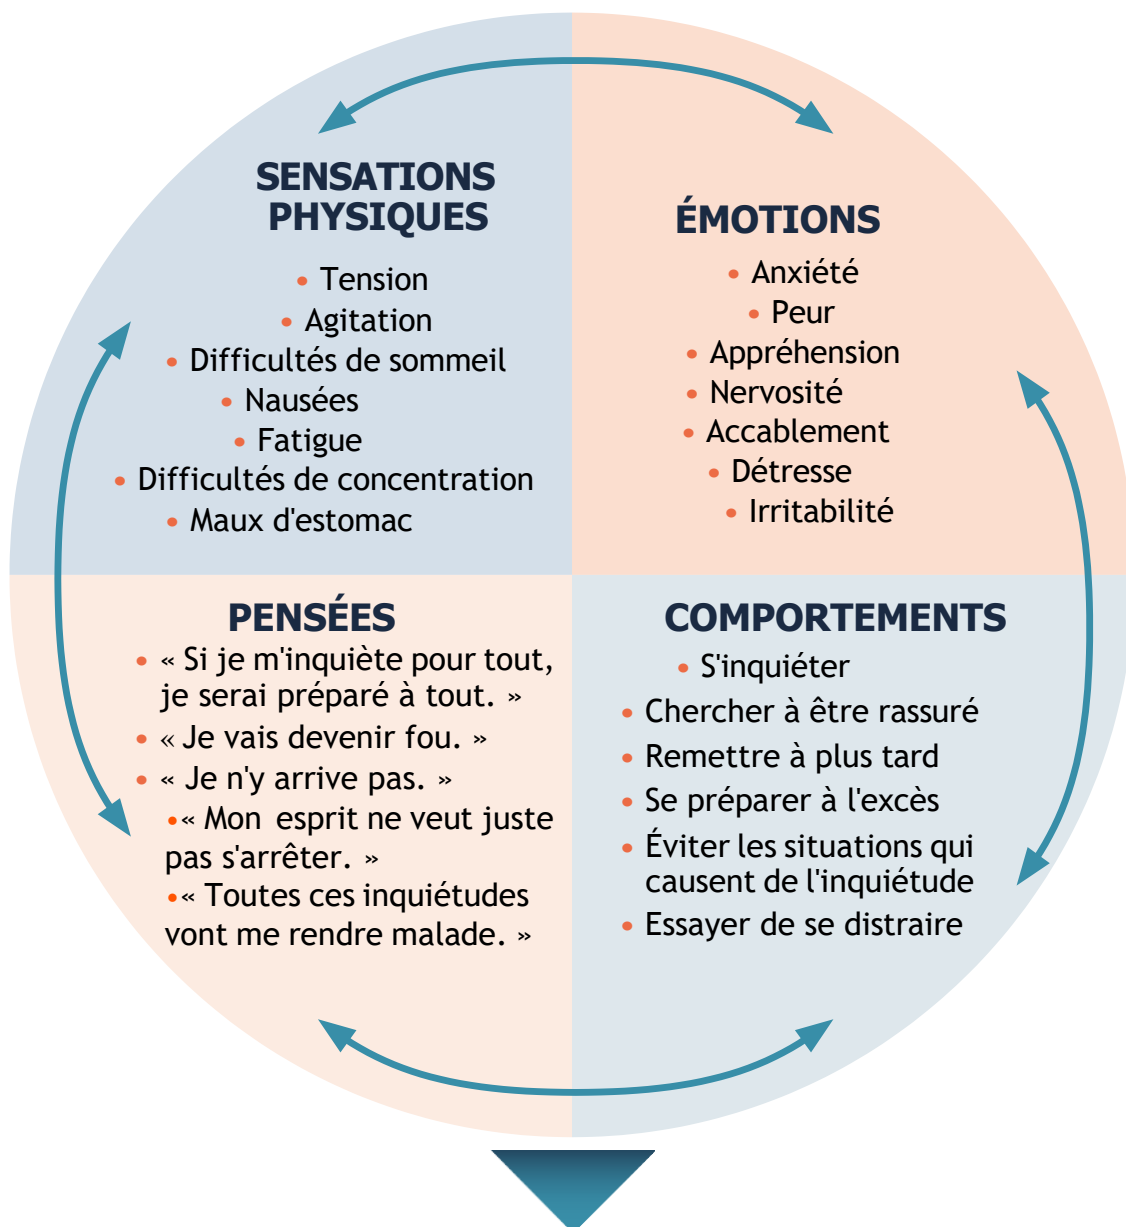 SENSATIONS
PHYSIQUES
• Tension
• Agitation
• Difficultés de sommeil
• Nausées
• Fatigue
• Difficultés de concentration
• Maux d'estomac
ÉMOTIONS
• Anxiété
• Peur
• Appréhension
• Nervosité
• Accablement
• Détresse
• Irritabilité
PENSÉES
• « Si je m'inquiète pour tout,
je serai préparé à tout. »
• « Je vais devenir fou. »
• « Je n'y arrive pas. »
•« Mon esprit ne veut juste
pas s'arrêter. »
•« Toutes ces inquiétudes
vont me rendre malade. »
COMPORTEMENTS
• S'inquiéter
• Chercher à être rassuré
• Remettre à plus tard
• Se préparer à l'excès
• Éviter les situations qui
causent de l'inquiétude
• Essayer de se distraire